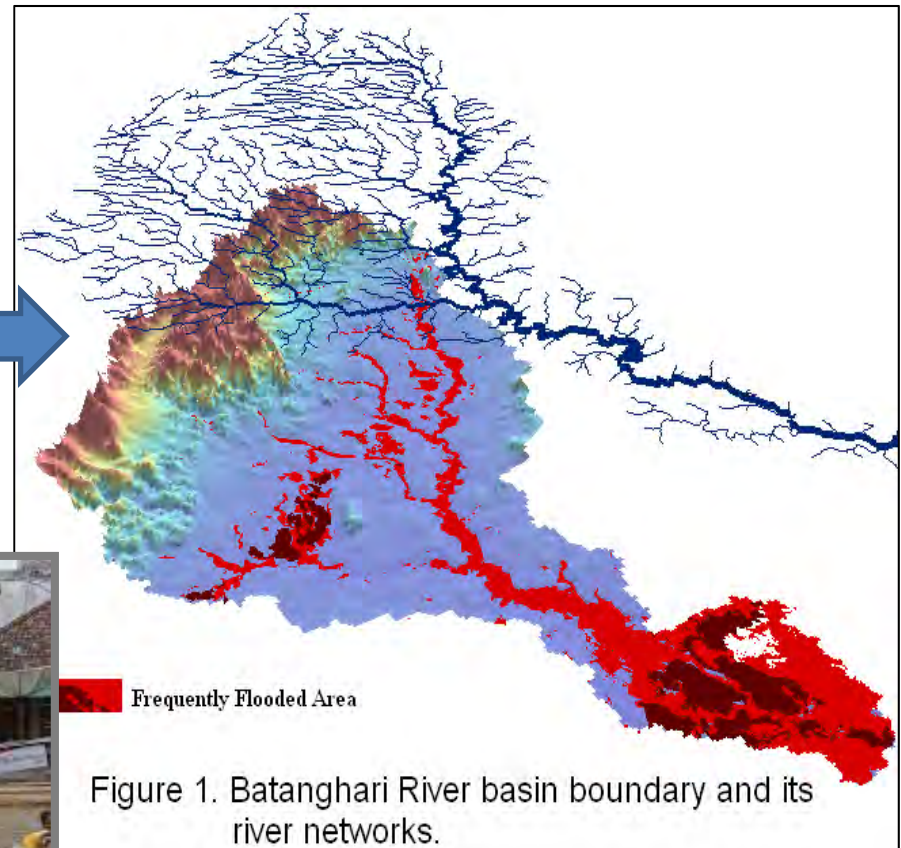 Frequently Flooded Area
Figure 1. Batanghari River basin boundary and its
river networks.